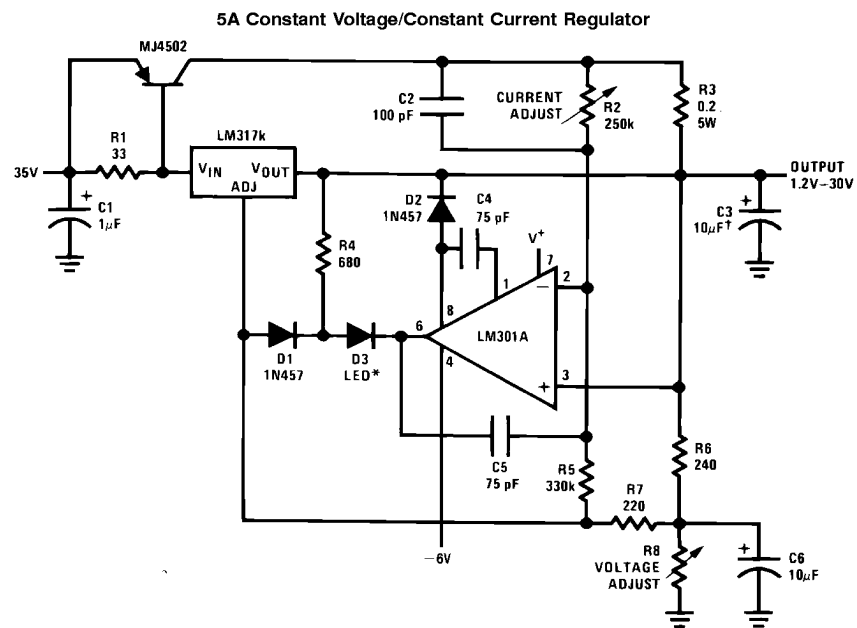 5A Constant Voltage/Constant Current Regulator
MJ4502
C2
100 pF
CURRENT
ADJUST
R2
250k
R3
0.2
5W
R1
33
LM317k
35V
VIN
VOUT
ADJ
OUTPUT
1.2V–30V
C1
1μF
+
D2
1N457
C4
75 pF
C3
10μF†
+
R4
680
V+
7
1
2
−
8
6
LM301A
4
3
+
D1
1N457
D3
LED*
C5
75 pF
R5
330k
R6
240
R7
220
−6V
R8
VOLTAGE
ADJUST
+
C6
10μF